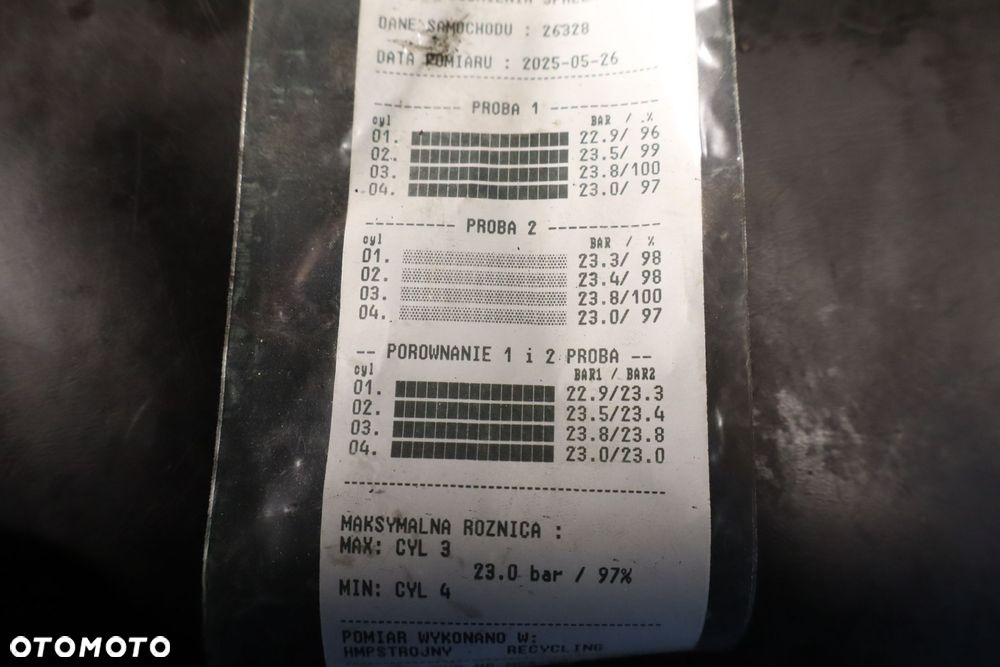 DANE SAMOCHODU : 26328
DATA POMIARU : 2025-05-26
PROBA 1
cyl BAR / %
01. 22.9/ 96
02. 23.5/ 99
03. 23.8/100
04. 23.0/ 97
PROBA 2
cyl BAR / %
01. 23.3/ 98
02. 23.4/ 98
03. 23.8/100
04. 23.0/ 97
-- POROWNANIE 1 i 2 PROBA --
cyl BAR1 / BAR2
01. 22.9/23.3
02. 23.5/23.4
03. 23.8/23.8
04. 23.0/23.0
MAKSYMALNA ROZNICA :
MAX: CYL 3
23.0 bar / 97%
MIN: CYL 4
POMIAR WYKONANO W:
HMPSTROJNY RECYCLING
OTOMOTO